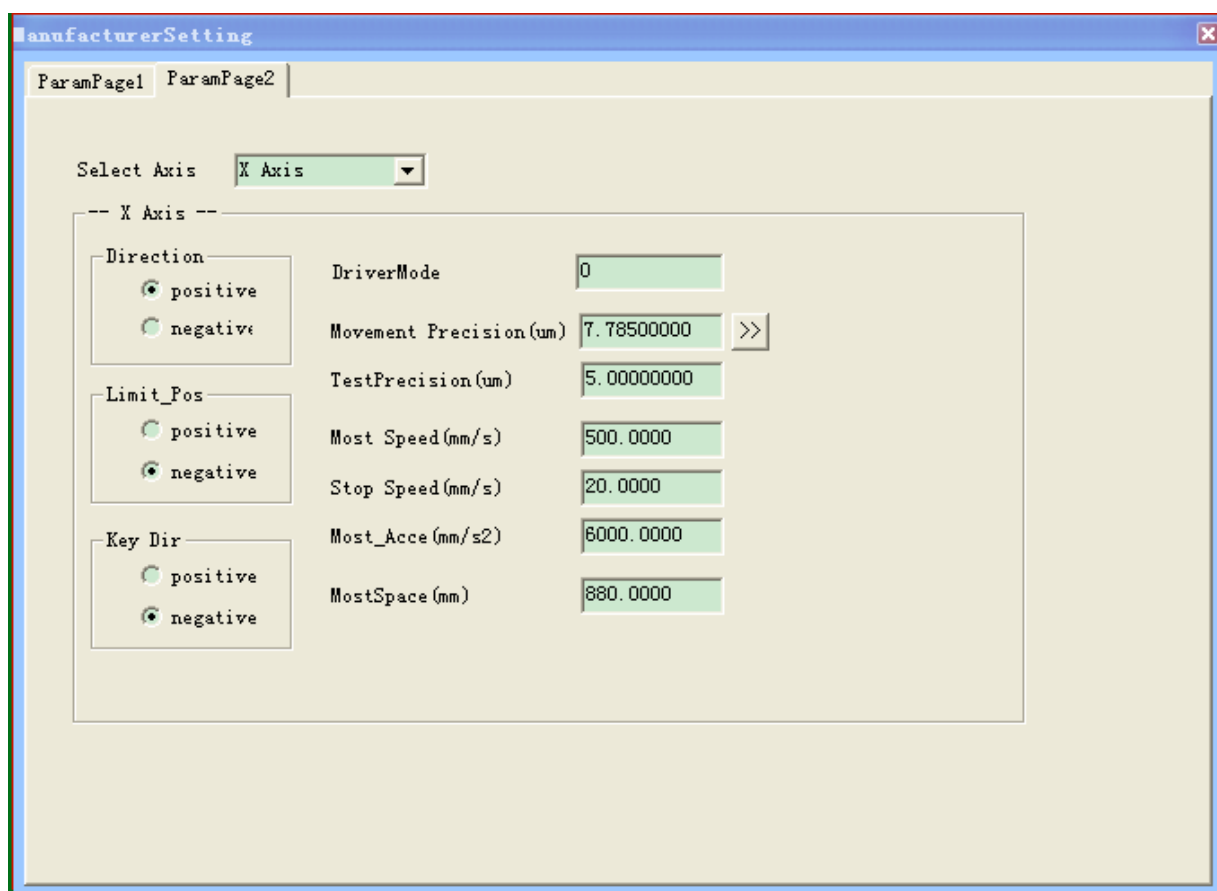 ManufacturerSetting
ParamPage1 ParamPage2
Select Axis X Axis
-- X Axis --
Direction
positive
negative
Limit_Pos
positive
negative
Key Dir
positive
negative
DriverMode 0
Movement Precision(um) 7.78500000 >>
TestPrecision(um) 5.00000000
Most Speed(mm/s) 500.0000
Stop Speed(mm/s) 20.0000
Most_Acce(mm/s2) 6000.0000
MostSpace(mm) 880.0000